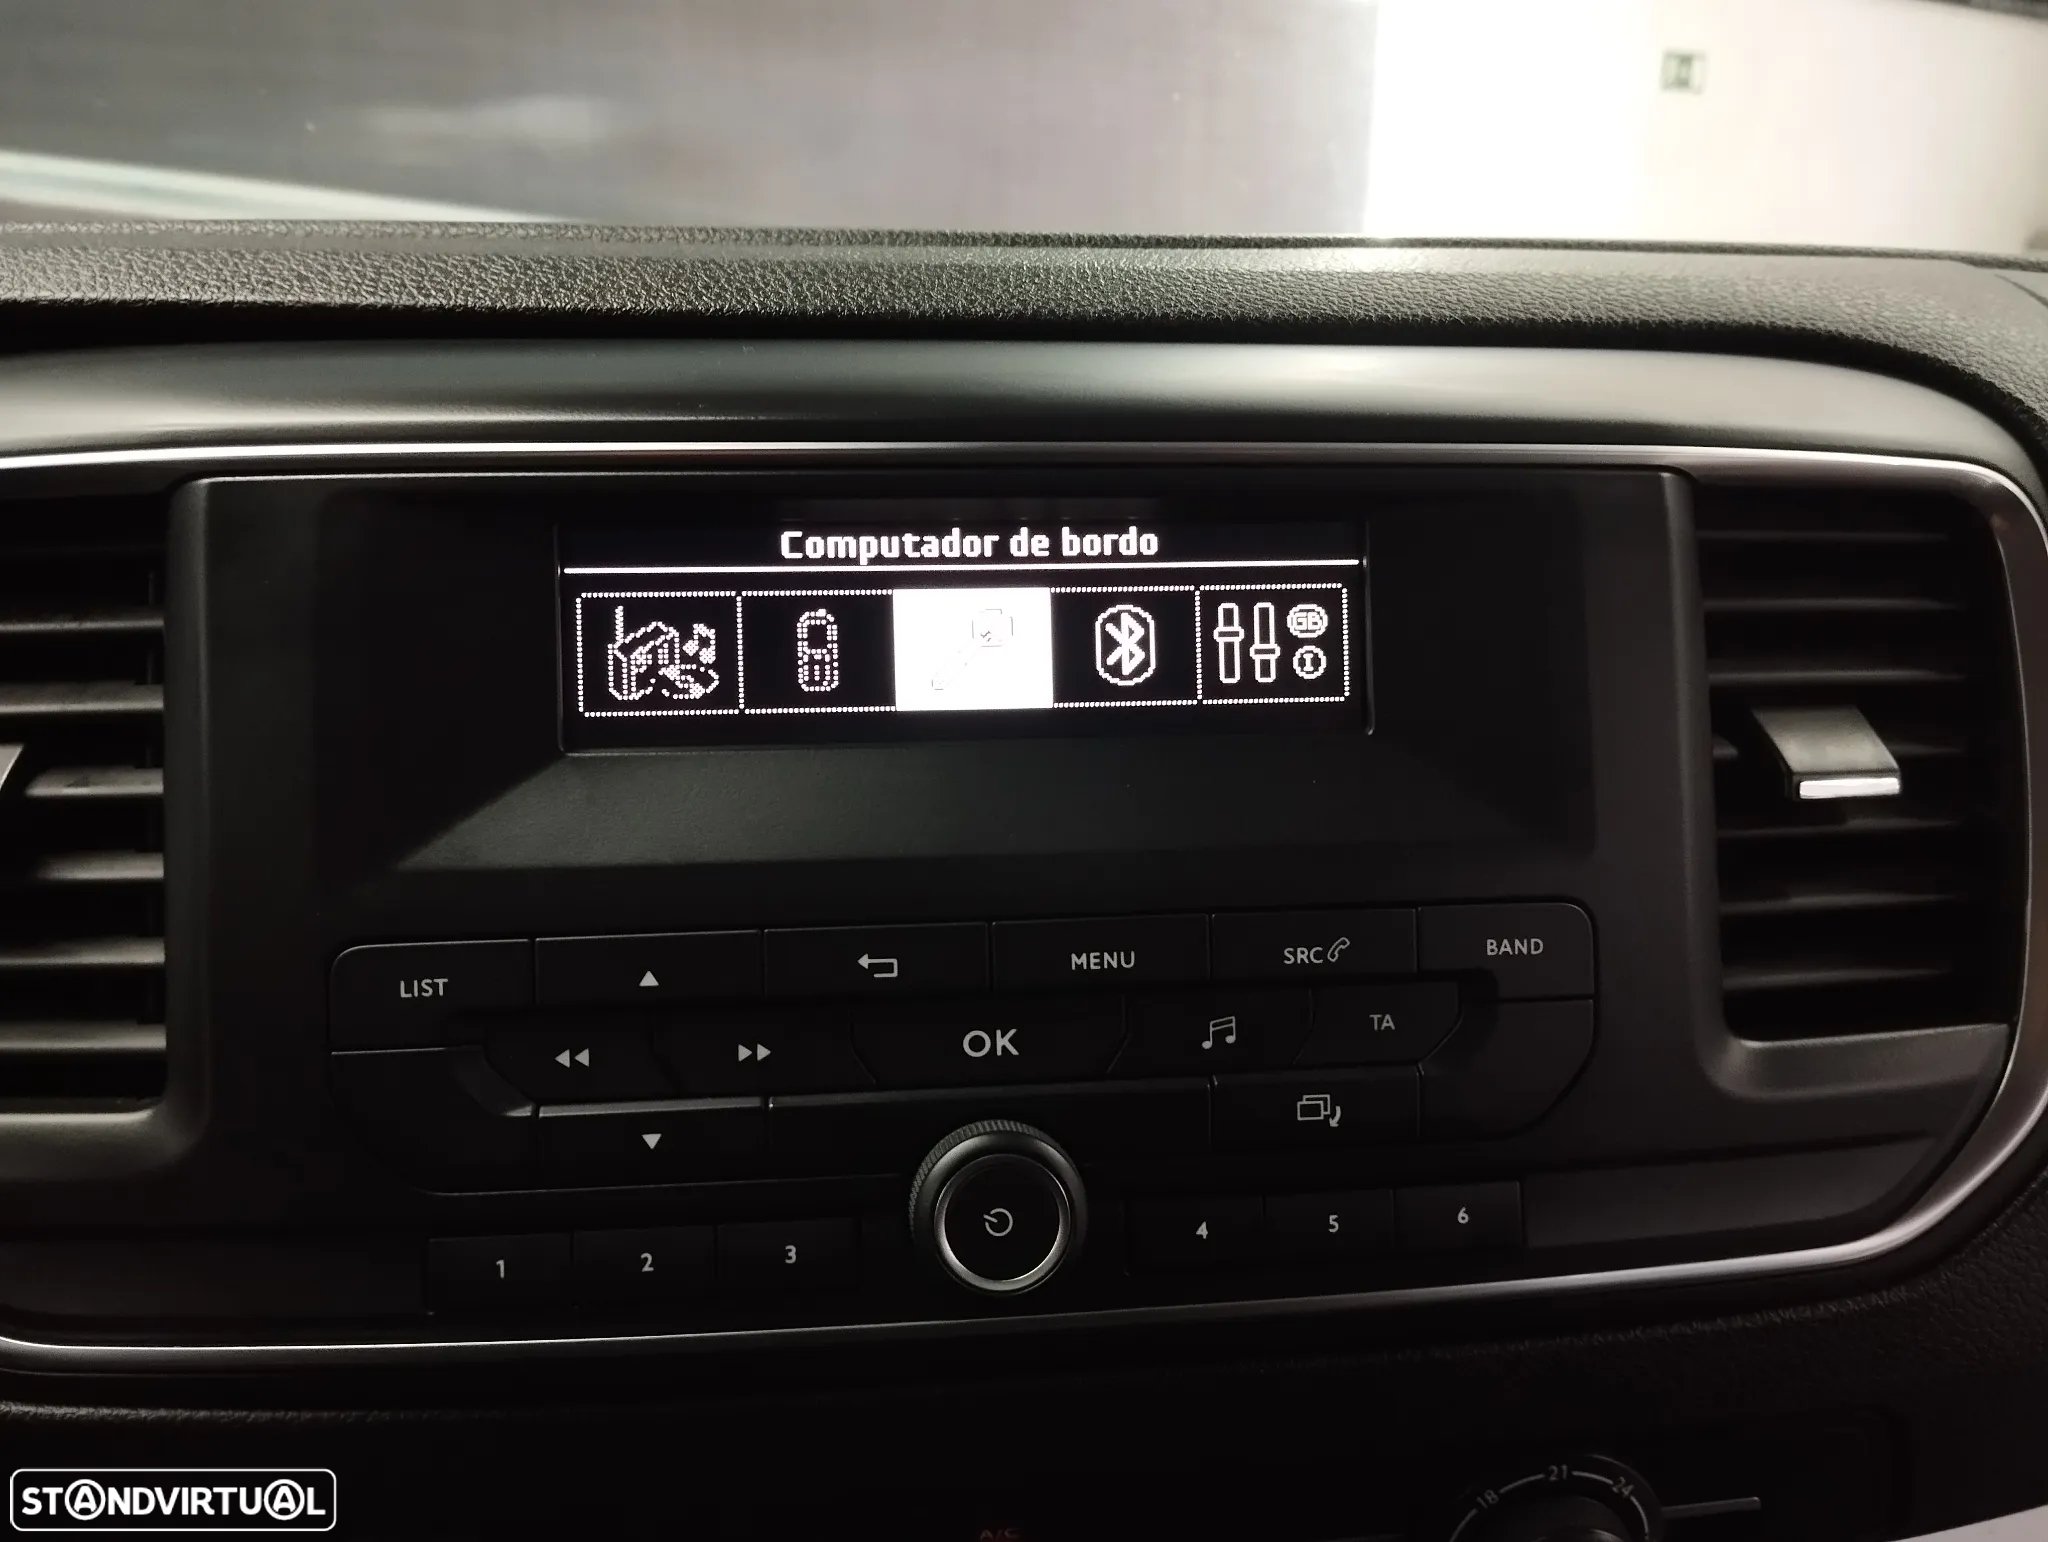 Computador de bordo
GB
I
LIST
MENU
SRC
BAND
OK
TA
1
2
3
4
5
6
18
21
24
A/C
STANDVIRTUAL